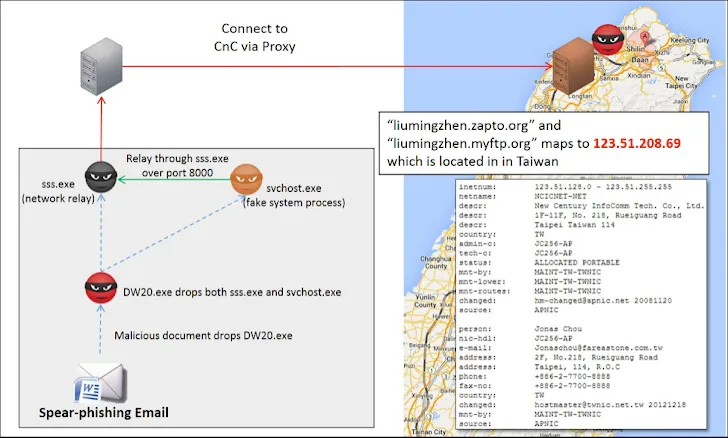 Connect to
CnC via Proxy
Keelung City
Shilin
Baan
New
Taipei City
Xindian
Jiaoxi
Longtan
"liumingzhen.zapto.org" and
"liumingzhen.myftp.org" maps to 123.51.208.69
which is located in in Taiwan
Relay through sss.exe
over port 8000
sss.exe
(network relay)
svchost.exe
(fake system process)
DW20.exe drops both sss.exe and svchost.exe
Malicious document drops DW20.exe
Spear-phishing Email
inetnum: 123.51.128.0 - 123.51.255.255
netname: NCICNET-NET
descr: New Century InfoComm Tech. Co., Ltd.
descr: 1F-11F, No. 218, Rueiguang Road
descr: Taipei Taiwan 114
country: TW
admin-c: JC256-AP
tech-c: JC256-AP
status: ALLOCATED PORTABLE
mnt-by: MAINT-TW-TWNIC
mnt-lower: MAINT-TW-TWNIC
mnt-routes: MAINT-TW-TWNIC
changed: hm-changed@apnic.net 20081120
source: APNIC
person: Jonas Chou
nic-hdl: JC256-AP
e-mail: Jonaschou@fareastone.com.tw
address: 2F, No.218, Rueiguang Road
address: Taipei, 114, R.O.C
phone: +886-2-7700-8888
fax-no: +886-2-7700-8888
country: TW
changed: hostmaster@twnic.net.tw 20121218
mnt-by: MAINT-TW-TWNIC
source: APNIC
Changhua
County
Yunlin
County